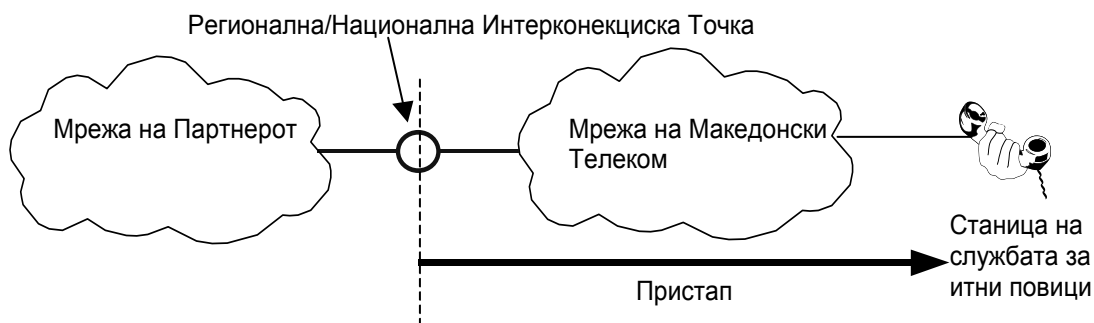 Регионална/Национална Интерконекциска Точка
Мрежа на Партнерот
Мрежа на Македонски
Телеком
Станица на
службата за
итни повици
Пристап